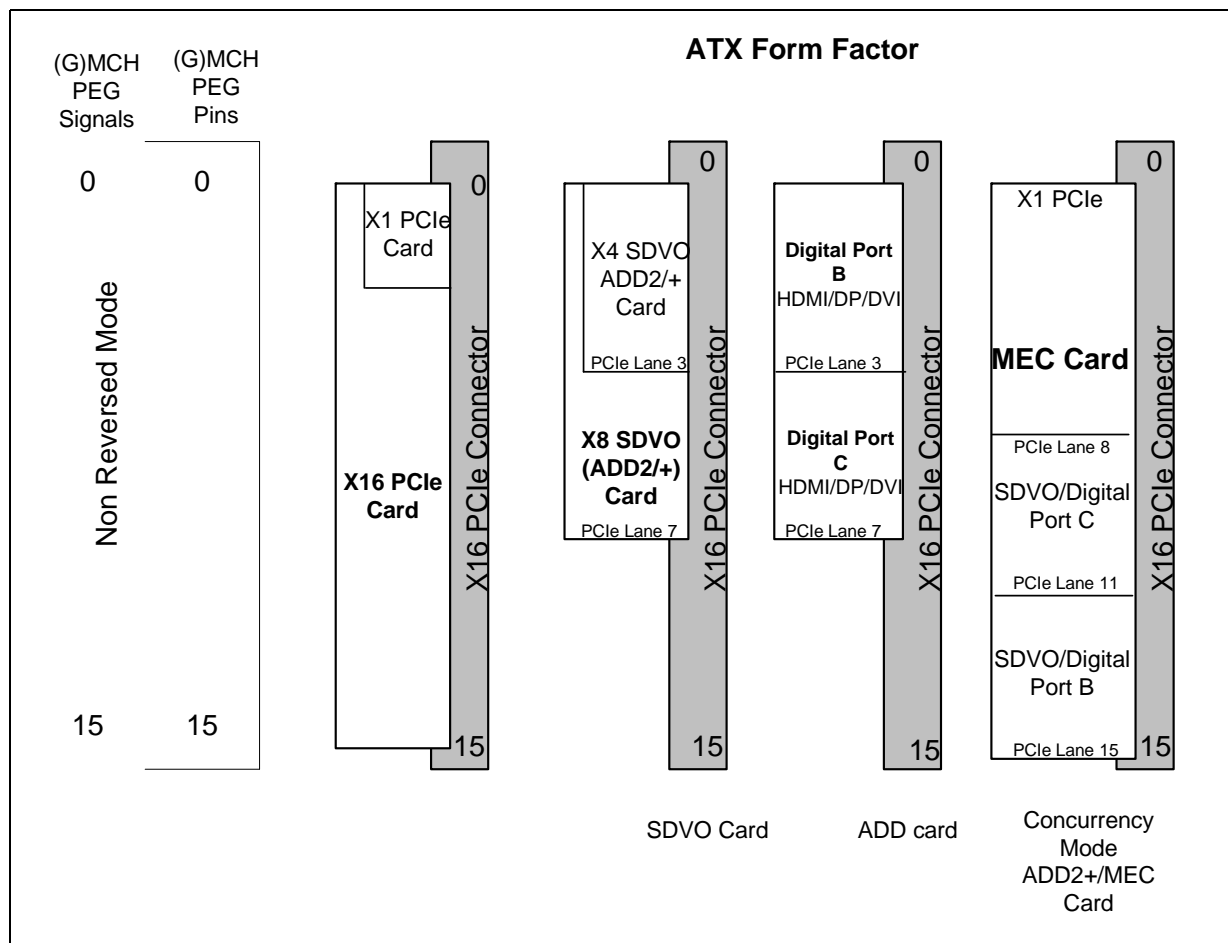 ATX Form Factor
(G)MCH
PEG
Signals
(G)MCH
PEG
Pins
0
0
Non Reversed Mode
15
15
X1 PCIe
Card
X16 PCIe
Card
0
X16 PCIe Connector
15
X4 SDVO
ADD2/+
Card
PCIe Lane 3
X8 SDVO
(ADD2/+)
Card
PCIe Lane 7
0
X16 PCIe Connector
15
SDVO Card
Digital Port
B
HDMI/DP/DVI
PCIe Lane 3
Digital Port
C
HDMI/DP/DVI
PCIe Lane 7
0
X16 PCIe Connector
15
ADD card
X1 PCIe
MEC Card
PCIe Lane 8
SDVO/Digital
Port C
PCIe Lane 11
SDVO/Digital
Port B
PCIe Lane 15
0
X16 PCIe Connector
15
Concurrency
Mode
ADD2+/MEC
Card